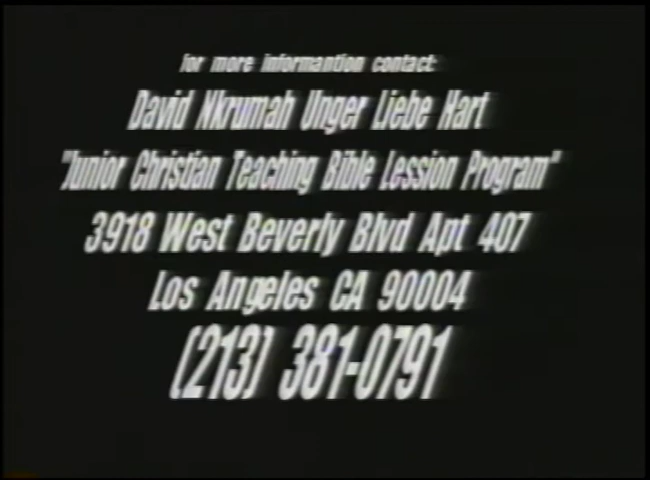 for more informantion contact:
David Nkrumah Unger Liebe Hart
"Junior Christian Teaching Bible Lession Program"
3918 West Beverly Blvd Apt 407
Los Angeles CA 90004
(213) 381-0791